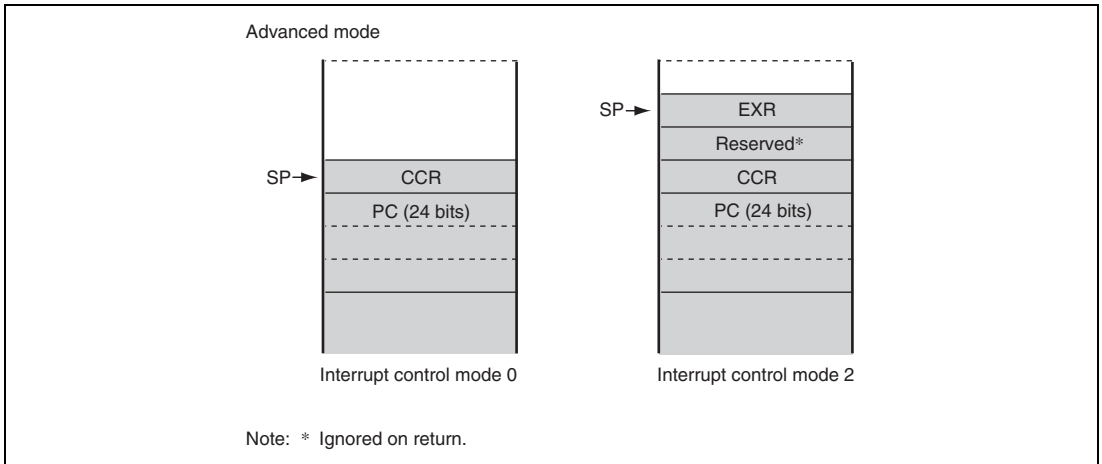 Advanced mode
SP
CCR
PC (24 bits)
Interrupt control mode 0
SP
EXR
Reserved*
CCR
PC (24 bits)
Interrupt control mode 2
Note: * Ignored on return.